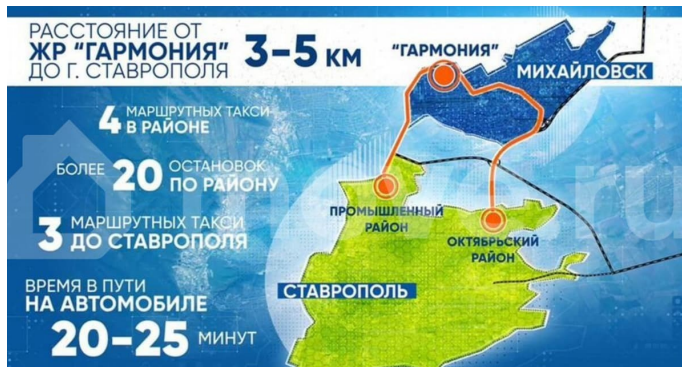 РАССТОЯНИЕ ОТ
ЖР "ГАРМОНИЯ"
ДО Г. СТАВРОПОЛЯ
3-5 КМ
"ГАРМОНИЯ"
МИХАЙЛОВСК
4 МАРШРУТНЫХ ТАКСИ
В РАЙОНЕ
БОЛЕЕ 20 ОСТАНОВОК
ПО РАЙОНУ
3 МАРШРУТНЫХ ТАКСИ
ДО СТАВРОПОЛЯ
ВРЕМЯ В ПУТИ
НА АВТОМОБИЛЕ
20-25 МИНУТ
ПРОМЫШЛЕННЫЙ
РАЙОН
ОКТЯБРЬСКИЙ
РАЙОН
СТАВРОПОЛЬ